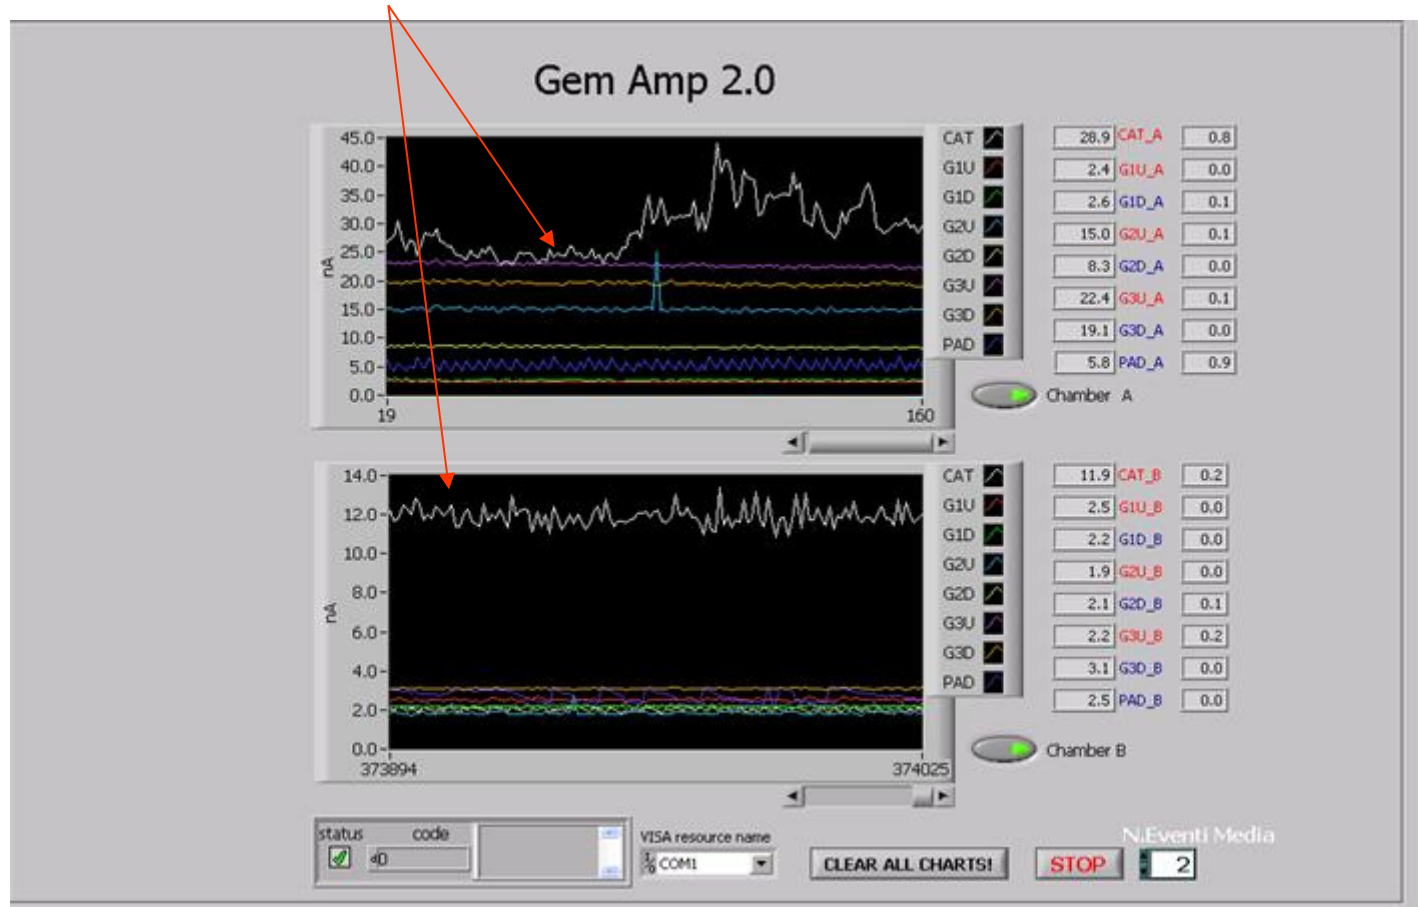 Gem Amp 2.0
45.0
40.0
35.0
30.0
25.0
20.0
15.0
10.0
5.0
0.0
nA
19
160
CAT
G1U
G1D
G2U
G2D
G3U
G3D
PAD
28.9 CAT_A 0.8
2.4 G1U_A 0.0
2.6 G1D_A 0.1
15.0 G2U_A 0.1
8.3 G2D_A 0.0
22.4 G3U_A 0.1
19.1 G3D_A 0.0
5.8 PAD_A 0.9
Chamber A
14.0
12.0
10.0
8.0
6.0
4.0
2.0
0.0
nA
373894
374025
CAT
G1U
G1D
G2U
G2D
G3U
G3D
PAD
11.9 CAT_B 0.2
2.5 G1U_B 0.0
2.2 G1D_B 0.0
1.9 G2U_B 0.0
2.1 G2D_B 0.1
2.2 G3U_B 0.2
3.1 G3D_B 0.0
2.5 PAD_B 0.0
Chamber B
status code
d0
VISA resource name
COM1
CLEAR ALL CHARTS!
STOP
N.Eventi Media
2